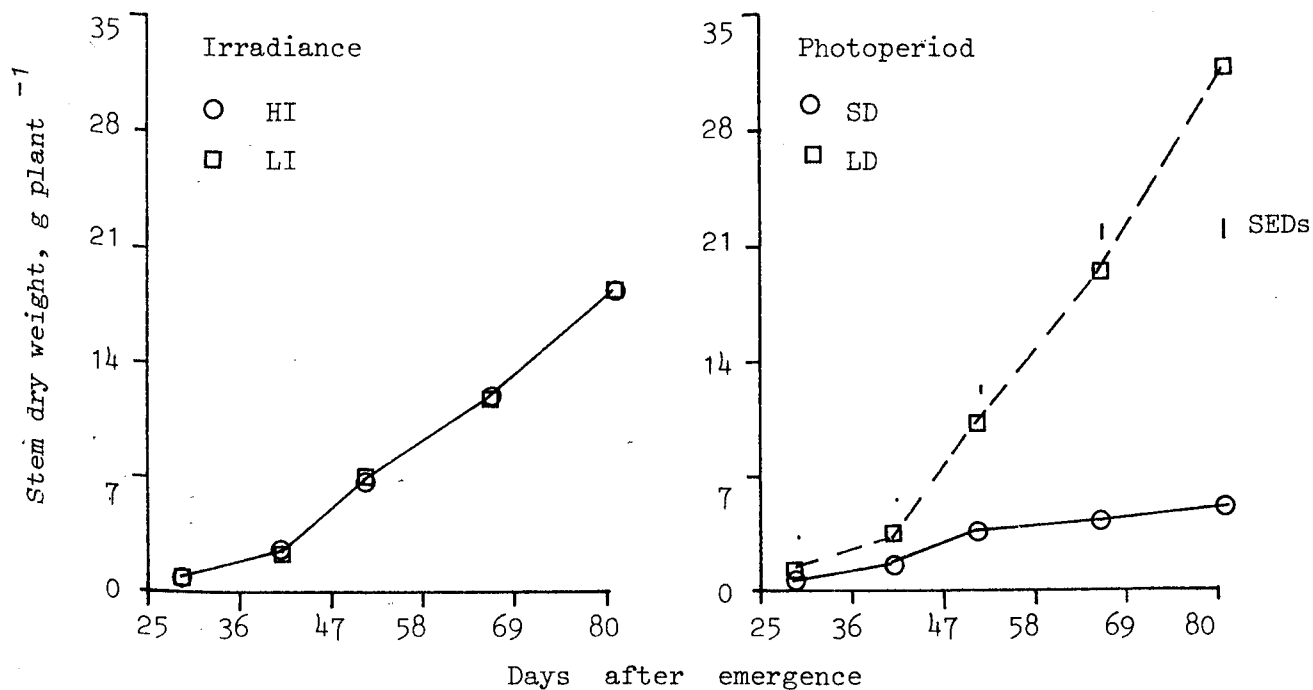 Stem dry weight, g plant⁻¹
35
28
21
14
7
0
Irradiance
HI
LI
25 36 47 58 69 80
35
28
21
14
7
0
Photoperiod
SD
LD
SEDs
25 36 47 58 69 80
Days after emergence